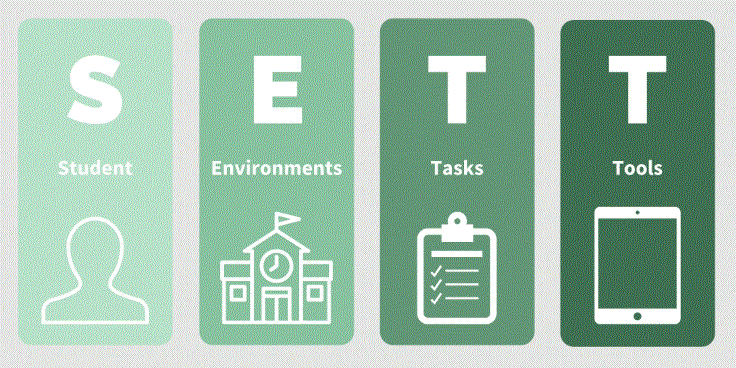 S
Student
E
Environments
T
Tasks
T
Tools